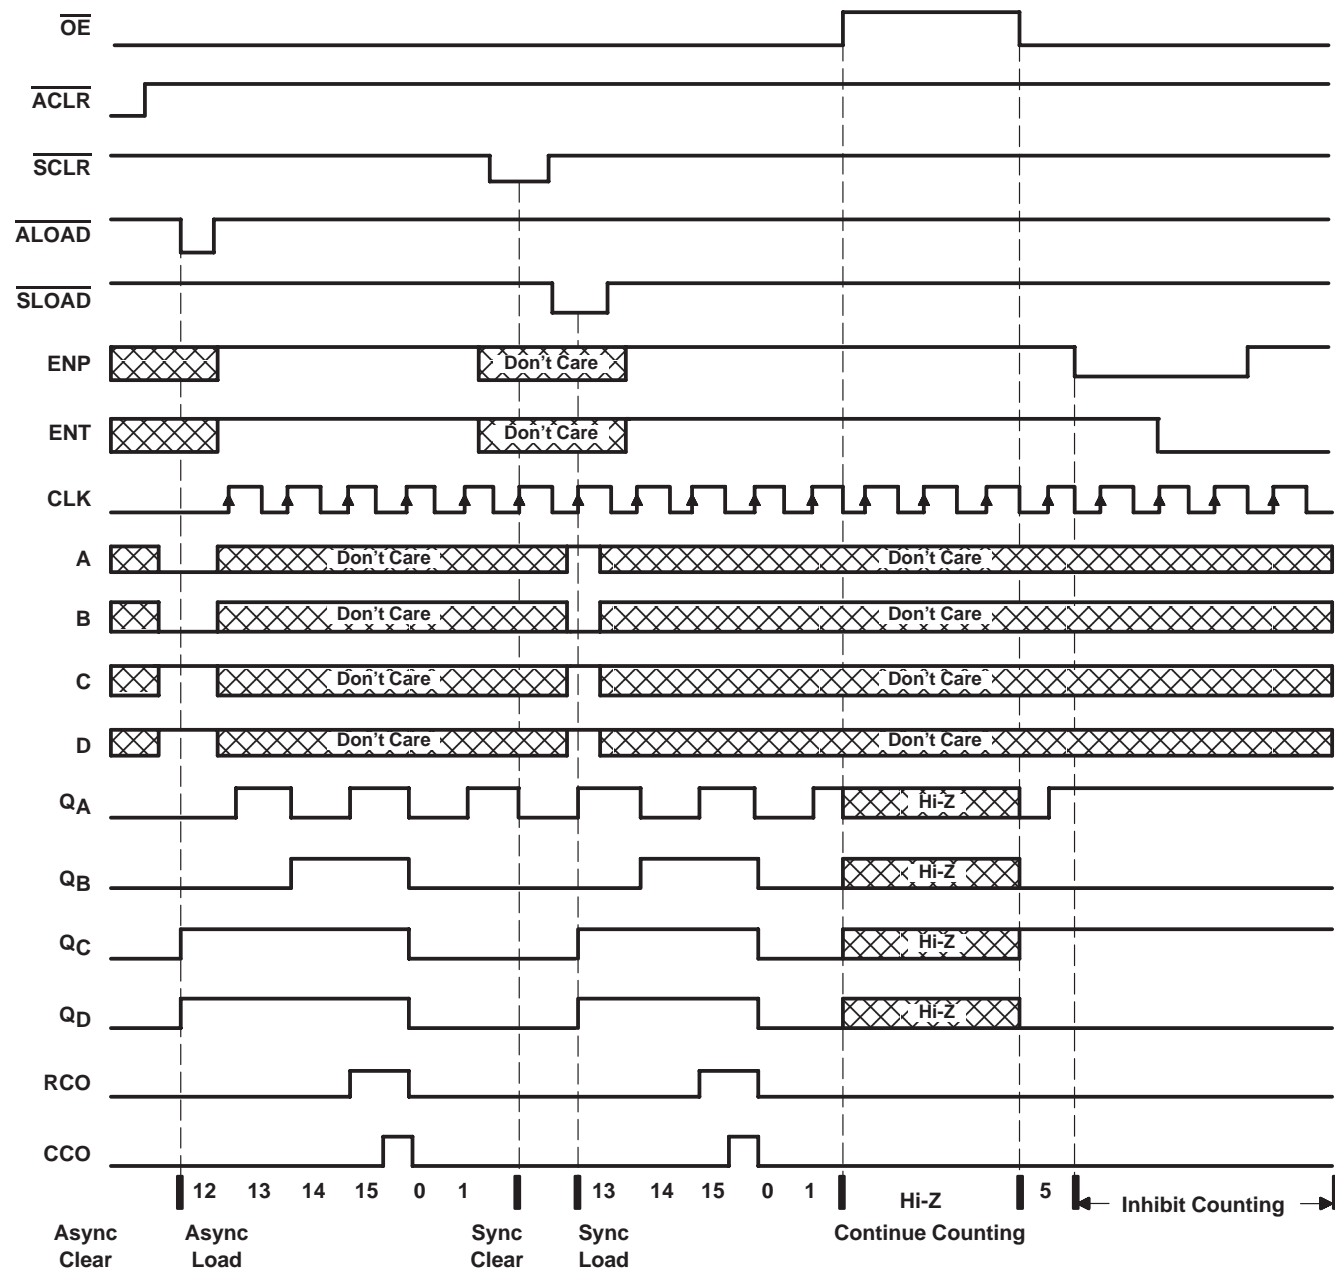 OE
ACLR
SCLR
ALOAD
SLOAD
ENP Don't Care
ENT Don't Care
CLK
A Don't Care Don't Care
B Don't Care Don't Care
C Don't Care Don't Care
D Don't Care Don't Care
QA Hi-Z
QB Hi-Z
QC Hi-Z
QD Hi-Z
RCO
CCO
12 13 14 15 0 1 13 14 15 0 1 Hi-Z 5 Inhibit Counting
Async Async Sync Sync Continue Counting
Clear Load Clear Load